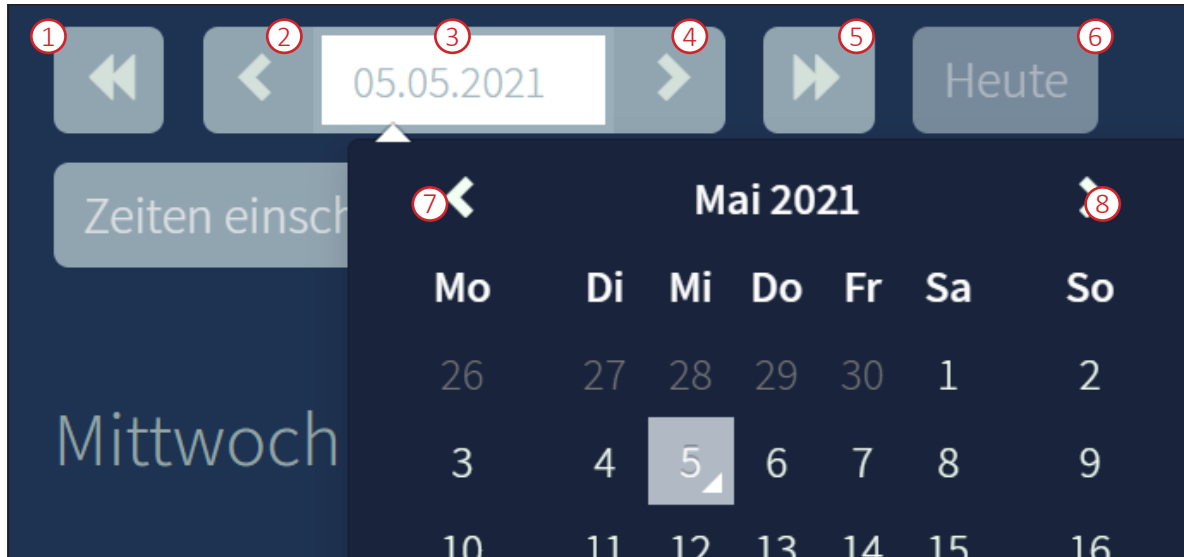 1 2 3 4 5 6
05.05.2021 Heute
Zeiten einsch
7 Mai 2021 8
Mo Di Mi Do Fr Sa So
26 27 28 29 30 1 2
Mittwoch
3 4 5 6 7 8 9
10 11 12 13 14 15 16